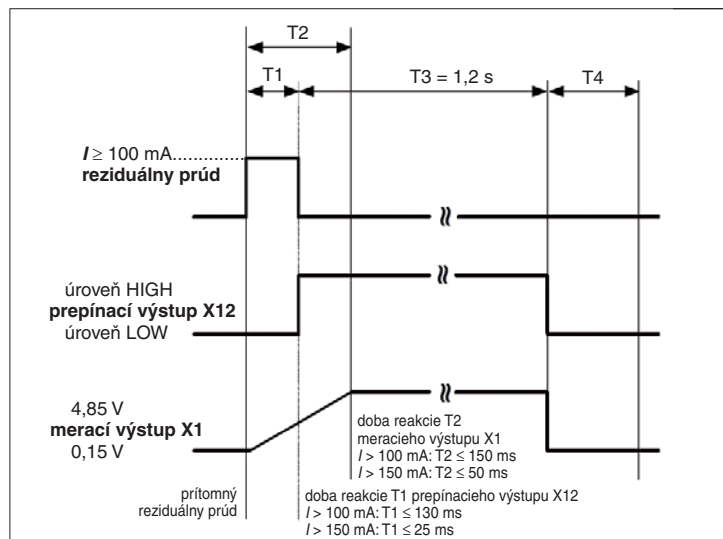 T2
T1
T3 = 1,2 s
T4
I ≥ 100 mA
reziduálny prúd
úroveň HIGH
prepínací výstup X12
úroveň LOW
4,85 V
merací výstup X1
0,15 V
doba reakcie T2
meracieho výstupu X1
I > 100 mA: T2 ≤ 150 ms
I > 150 mA: T2 ≤ 50 ms
prítomný
reziduálny prúd
doba reakcie T1 prepínacieho výstupu X12
I > 100 mA: T1 ≤ 130 ms
I > 150 mA: T1 ≤ 25 ms